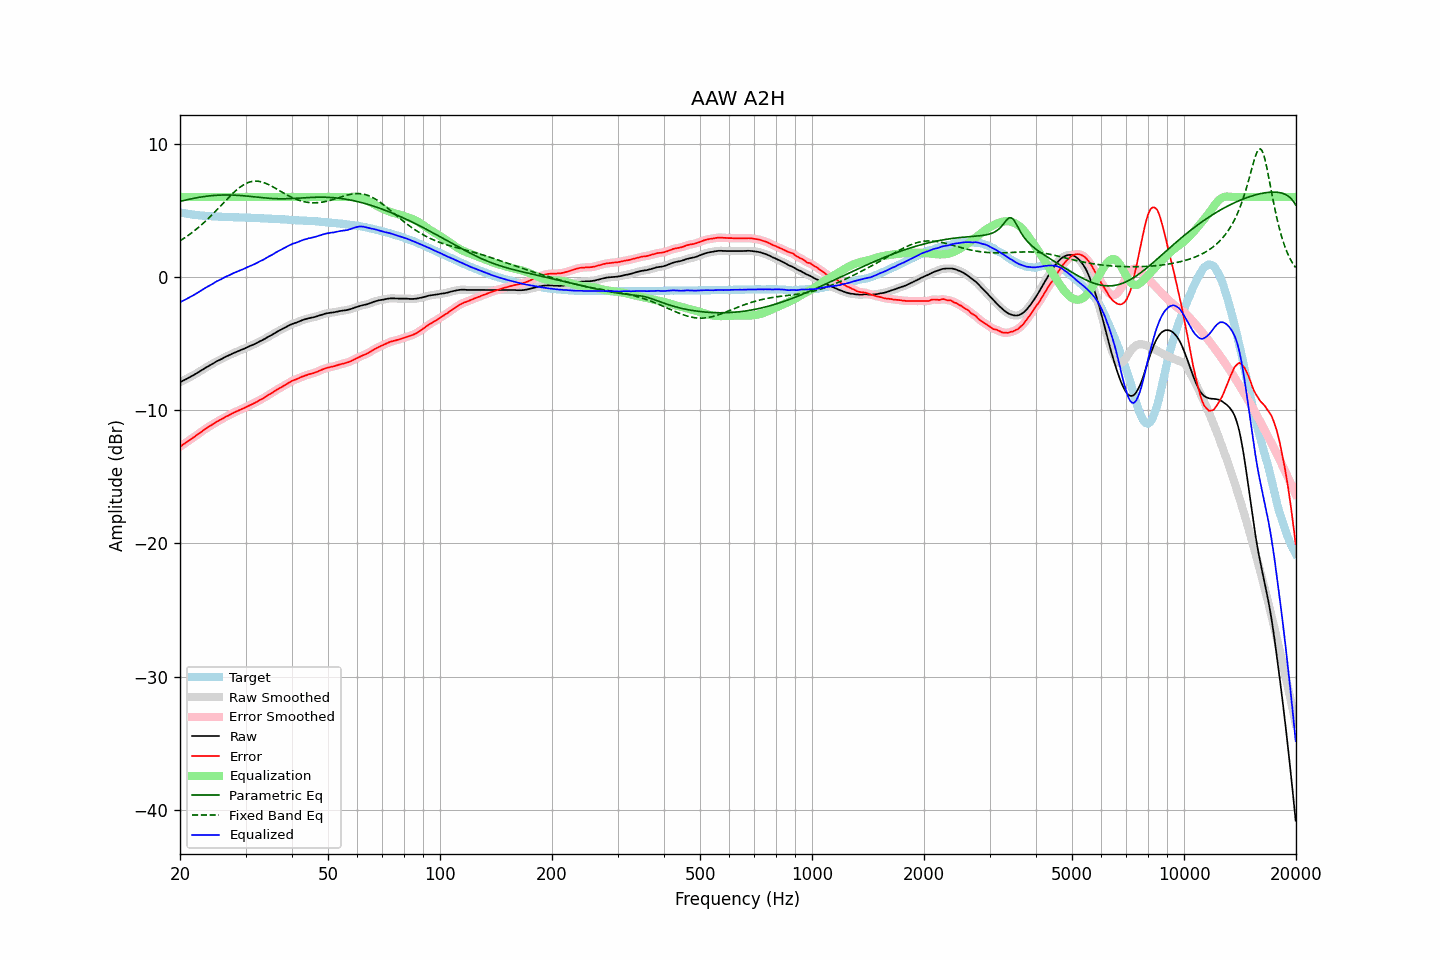 AAW A2H
10
0
−10
−20
−30
−40
Amplitude (dBr)
Target
Raw Smoothed
Error Smoothed
Raw
Error
Equalization
Parametric Eq
Fixed Band Eq
Equalized
20 50 100 200 500 1000 2000 5000 10000 20000
Frequency (Hz)